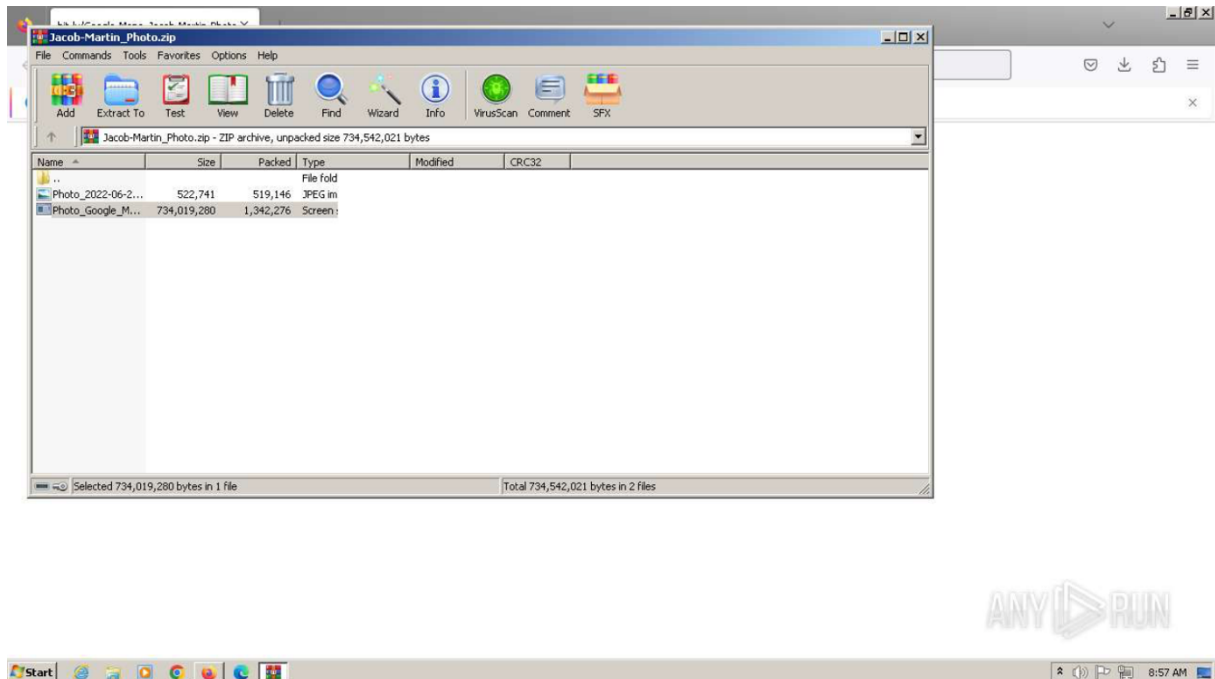 Jacob-Martin_Photo.zip
File Commands Tools Favorites Options Help
Add Extract To Test View Delete Find Wizard Info VirusScan Comment SFX
Jacob-Martin_Photo.zip - ZIP archive, unpacked size 734,542,021 bytes
Name Size Packed Type Modified CRC32
.. File fold
Photo_2022-06-2... 522,741 519,146 JPEG im
Photo_Google_M... 734,019,280 1,342,276 Screen
Selected 734,019,280 bytes in 1 file Total 734,542,021 bytes in 2 files
ANY RUN
Start 8:57 AM